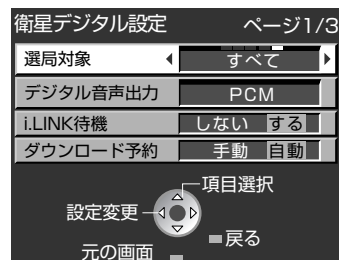 衛星デジタル設定 ページ1/3
選局対象 すべて
デジタル音声出力 PCM
i.LINK待機 しない する
ダウンロード予約 手動 自動
項目選択
設定変更
戻る
元の画面